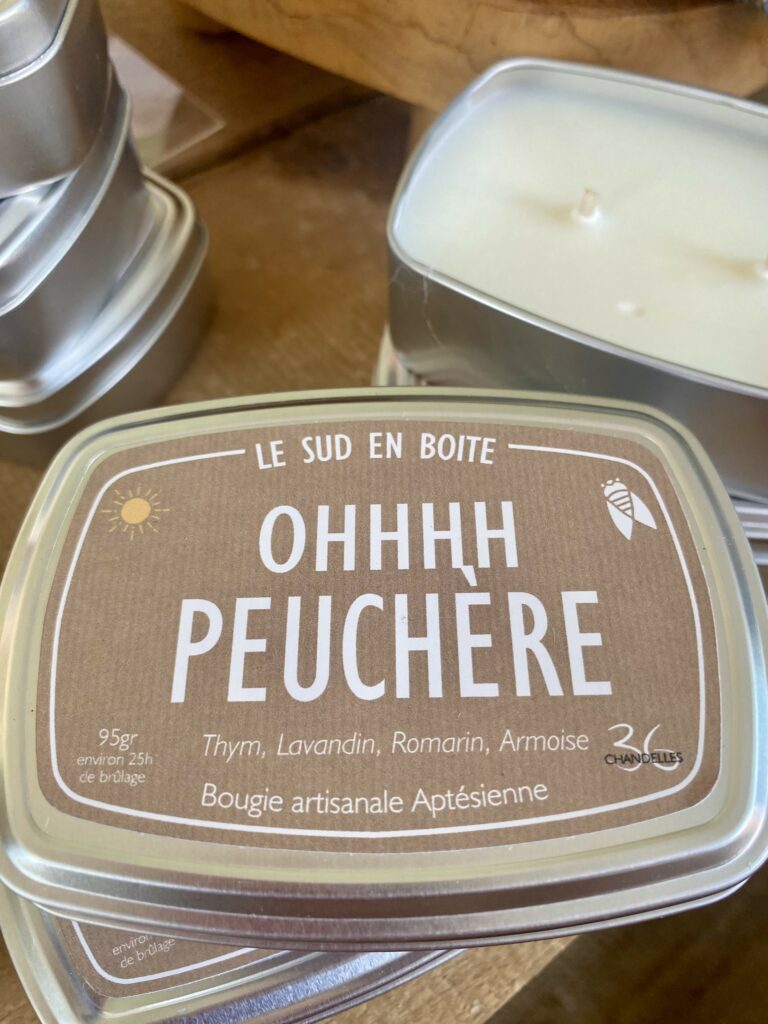 LE SUD EN BOITE
OHHHH
PEUCHÈRE
95gr
environ 25h
de brûlage
Thym, Lavandin, Romarin, Armoise
Bougie artisanale Aptésienne
36
CHANDELLES
environ
de brûlage